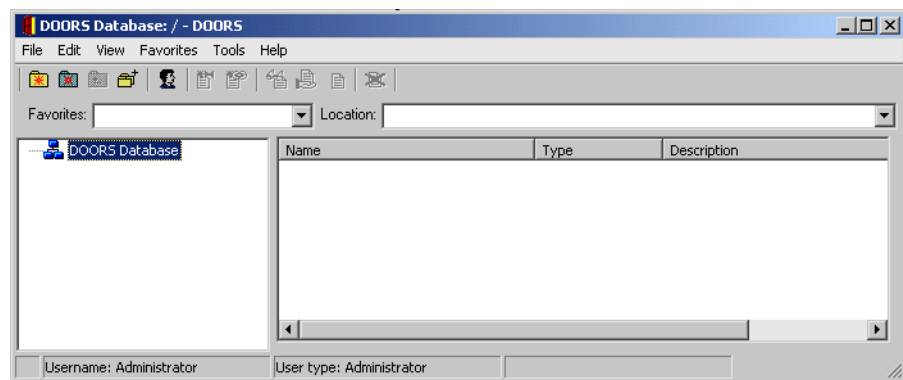 DOORS Database: / - DOORS
File Edit View Favorites Tools Help
Favorites: Location:
DOORS Database
Name Type Description
Username: Administrator User type: Administrator